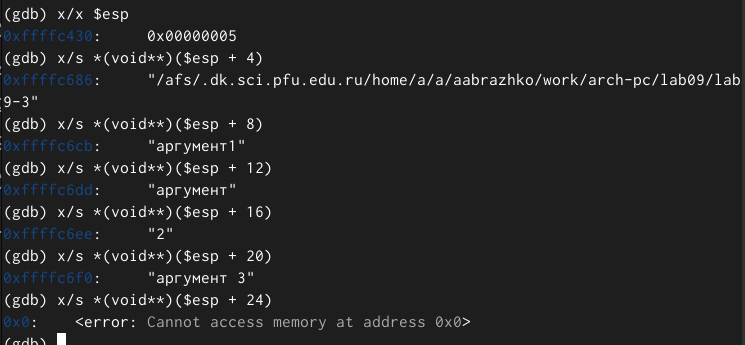 (gdb) x/x $esp
0xffffc430:     0x00000005
(gdb) x/s *(void**)($esp + 4)
0xffffc686:     "/afs/.dk.sci.pfu.edu.ru/home/a/a/aabrazhko/work/arch-pc/lab09/lab
9-3"
(gdb) x/s *(void**)($esp + 8)
0xffffc6cb:     "аргумент1"
(gdb) x/s *(void**)($esp + 12)
0xffffc6dd:     "аргумент"
(gdb) x/s *(void**)($esp + 16)
0xffffc6ee:     "2"
(gdb) x/s *(void**)($esp + 20)
0xffffc6f0:     "аргумент 3"
(gdb) x/s *(void**)($esp + 24)
0x0:    <error: Cannot access memory at address 0x0>
(gdb)